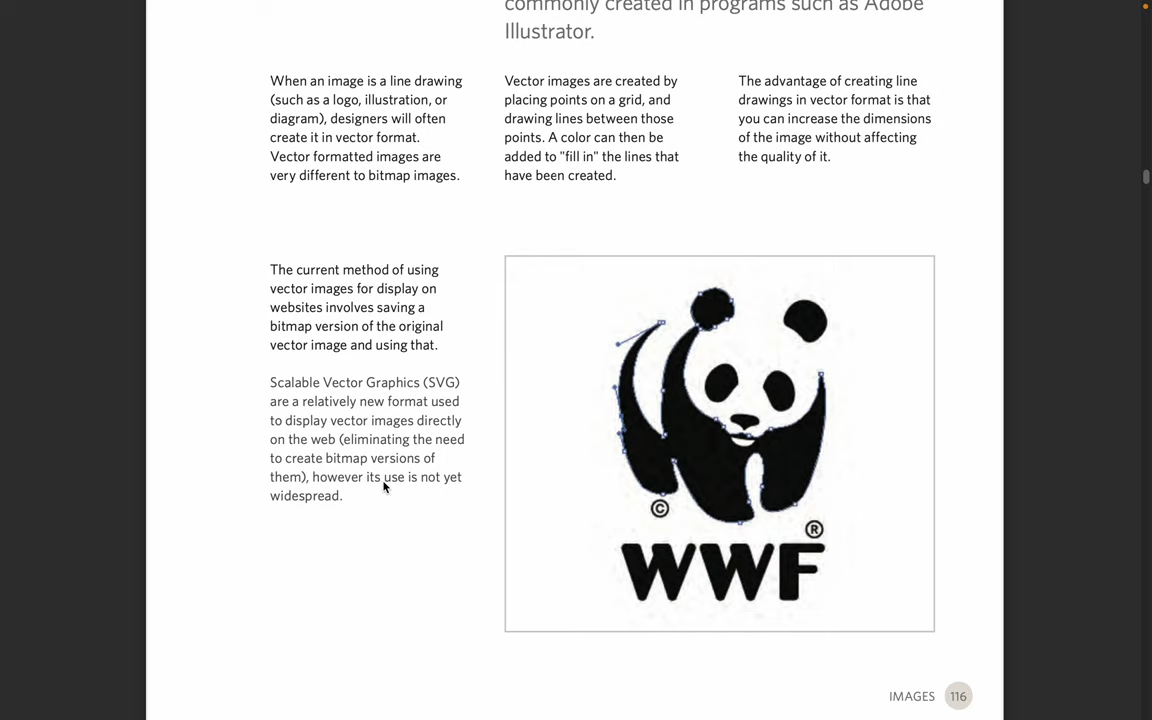 commonly created in programs such as Adobe
Illustrator.
When an image is a line drawing
(such as a logo, illustration, or
diagram), designers will often
create it in vector format.
Vector formatted images are
very different to bitmap images.
Vector images are created by
placing points on a grid, and
drawing lines between those
points. A color can then be
added to "fill in" the lines that
have been created.
The advantage of creating line
drawings in vector format is that
you can increase the dimensions
of the image without affecting
the quality of it.
The current method of using
vector images for display on
websites involves saving a
bitmap version of the original
vector image and using that.
Scalable Vector Graphics (SVG)
are a relatively new format used
to display vector images directly
on the web (eliminating the need
to create bitmap versions of
them), however its use is not yet
widespread.
©
®
WWF
IMAGES 116